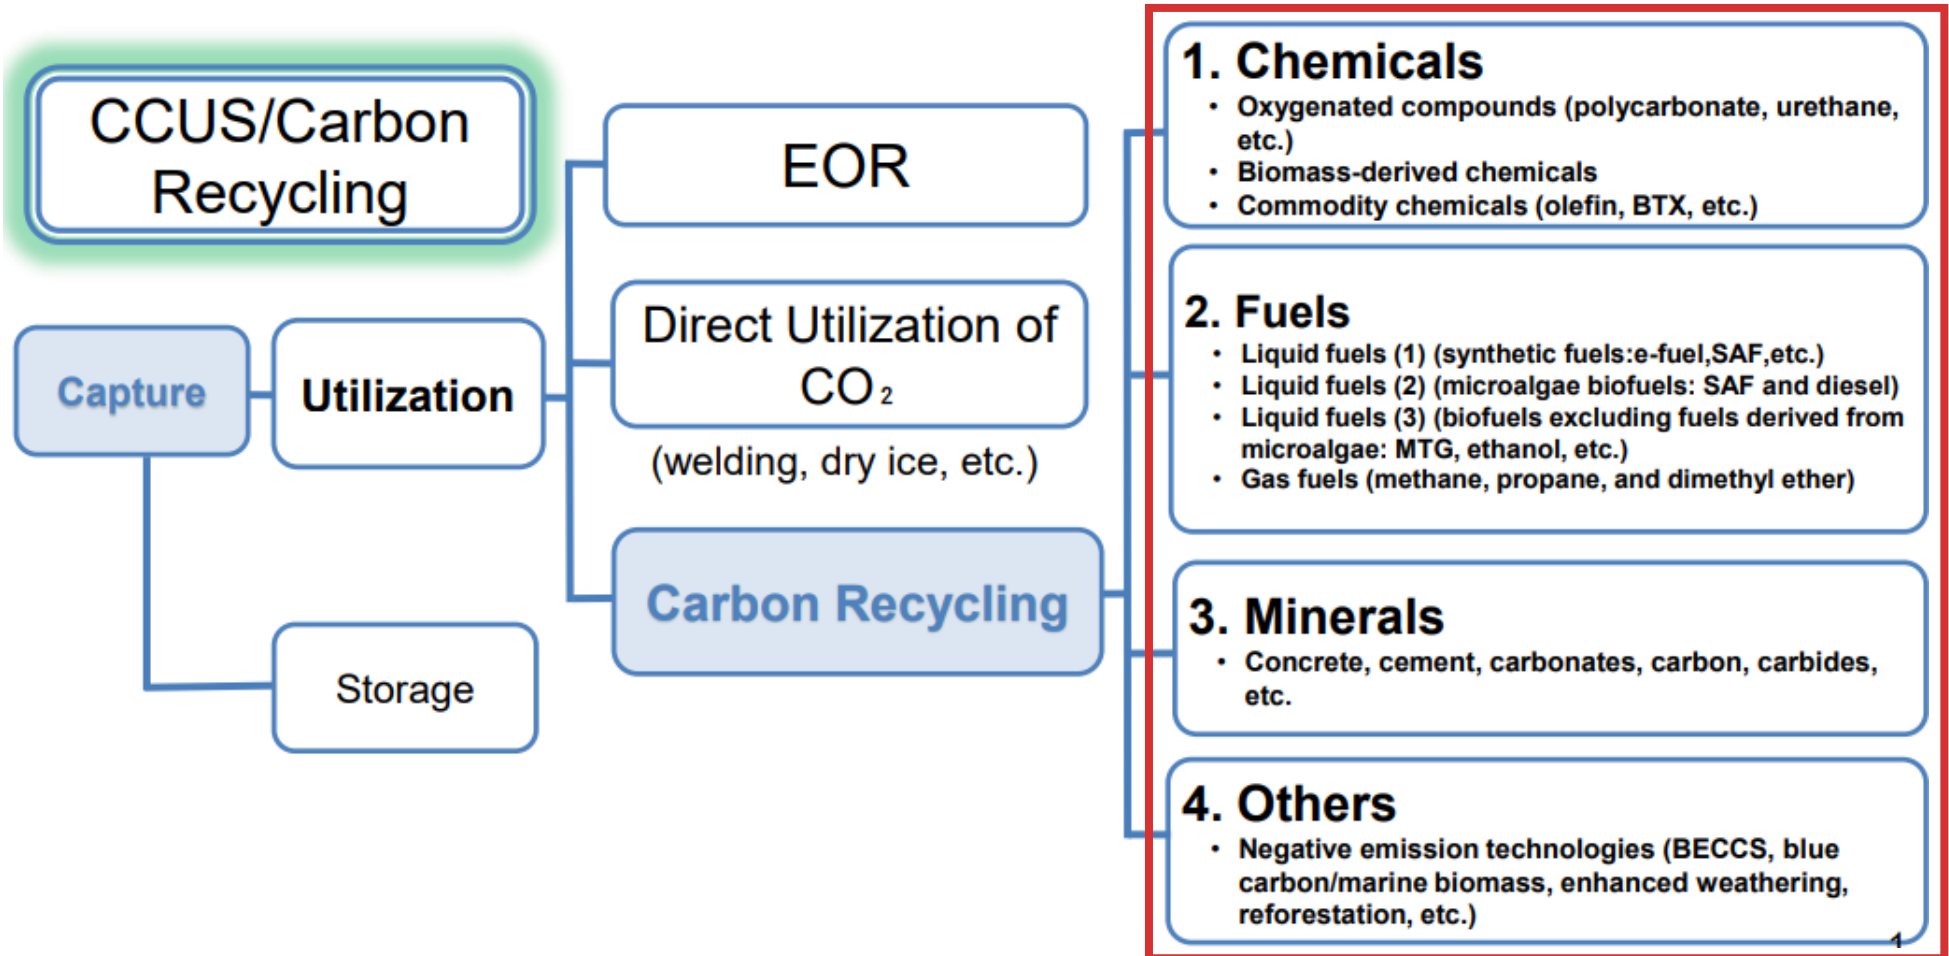 CCUS/Carbon
Recycling
Capture
Utilization
Storage
EOR
Direct Utilization of
CO₂
(welding, dry ice, etc.)
Carbon Recycling
1. Chemicals
• Oxygenated compounds (polycarbonate, urethane,
etc.)
• Biomass-derived chemicals
• Commodity chemicals (olefin, BTX, etc.)
2. Fuels
• Liquid fuels (1) (synthetic fuels:e-fuel,SAF,etc.)
• Liquid fuels (2) (microalgae biofuels: SAF and diesel)
• Liquid fuels (3) (biofuels excluding fuels derived from
microalgae: MTG, ethanol, etc.)
• Gas fuels (methane, propane, and dimethyl ether)
3. Minerals
• Concrete, cement, carbonates, carbon, carbides,
etc.
4. Others
• Negative emission technologies (BECCS, blue
carbon/marine biomass, enhanced weathering,
reforestation, etc.)
1